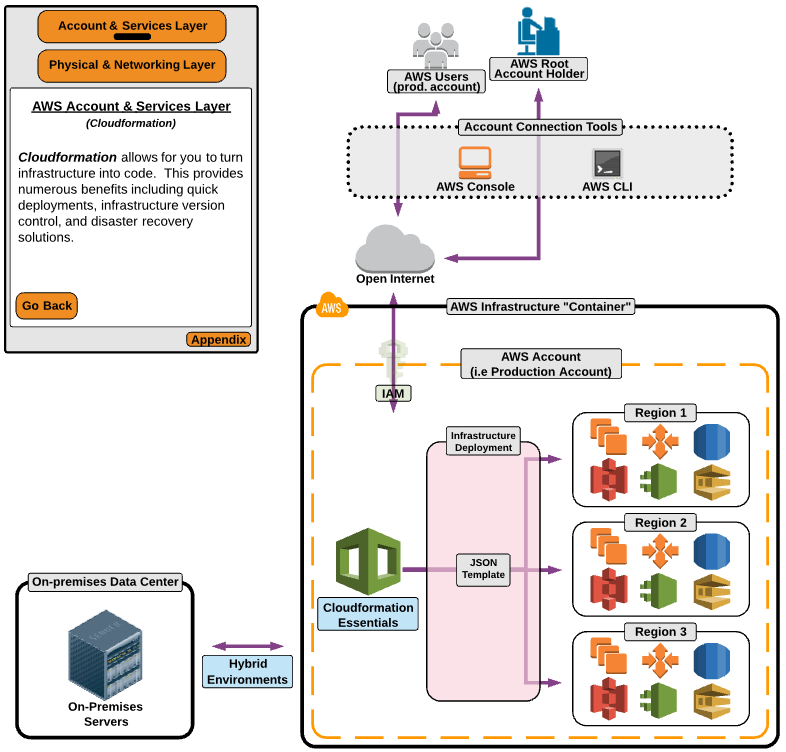 Account & Services Layer
Physical & Networking Layer
AWS Account & Services Layer
(Cloudformation)
Cloudformation allows for you to turn
infrastructure into code. This provides
numerous benefits including quick
deployments, infrastructure version
control, and disaster recovery
solutions.
Go Back
Appendix
AWS Users
(prod. account)
AWS Root
Account Holder
Account Connection Tools
AWS Console
AWS CLI
Open Internet
AWS
AWS Infrastructure "Container"
AWS Account
(i.e Production Account)
IAM
Infrastructure
Deployment
JSON
Template
Cloudformation
Essentials
Region 1
Region 2
Region 3
On-premises Data Center
SERVER
On-Premises
Servers
Hybrid
Environments